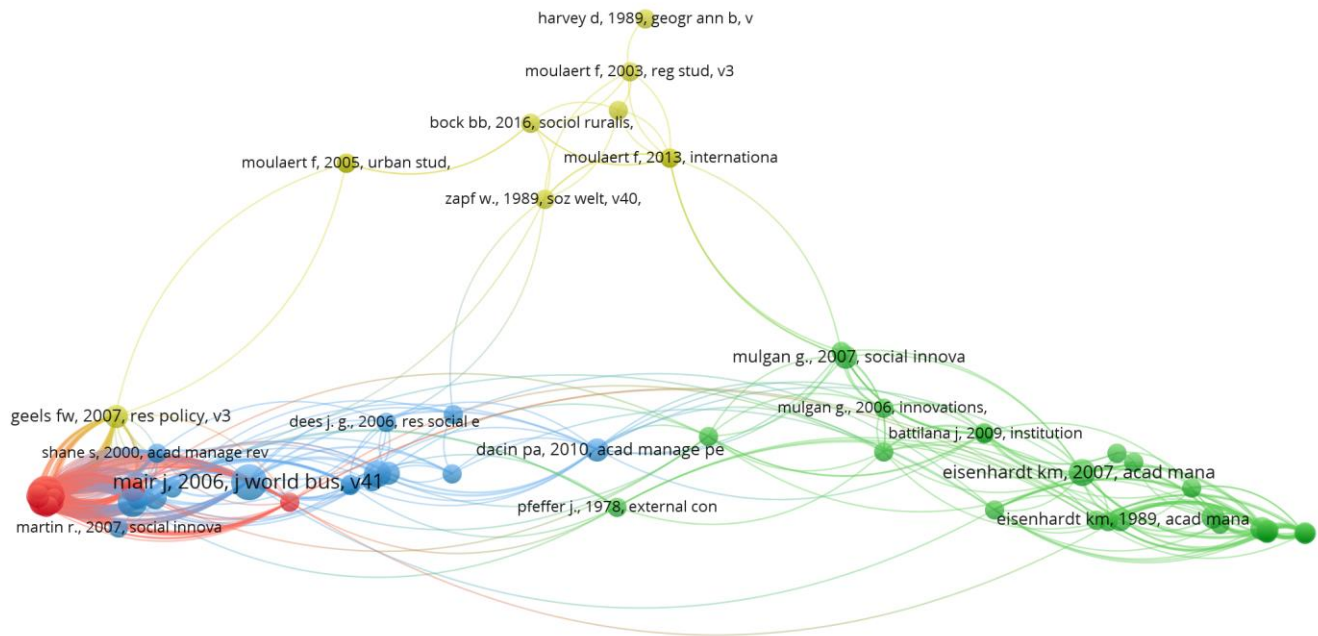 harvey d, 1989, geogr ann b, v
moulaert f, 2003, reg stud, v3
bock bb, 2016, sociol ruralis,
moulaert f, 2005, urban stud,
moulaert f, 2013, internationa
zapf w., 1989, soz welt, v40,
mulgan g., 2007, social innova
geels fw, 2007, res policy, v3
dees j. g., 2006, res social e
mulgan g., 2006, innovations,
shane s, 2000, acad manage rev
dacin pa, 2010, acad manage pe
battilana j, 2009, institution
mair j, 2006, j world bus, v41
eisenhardt km, 2007, acad mana
martin r., 2007, social innova
pfeffer j., 1978, external con
eisenhardt km, 1989, acad mana